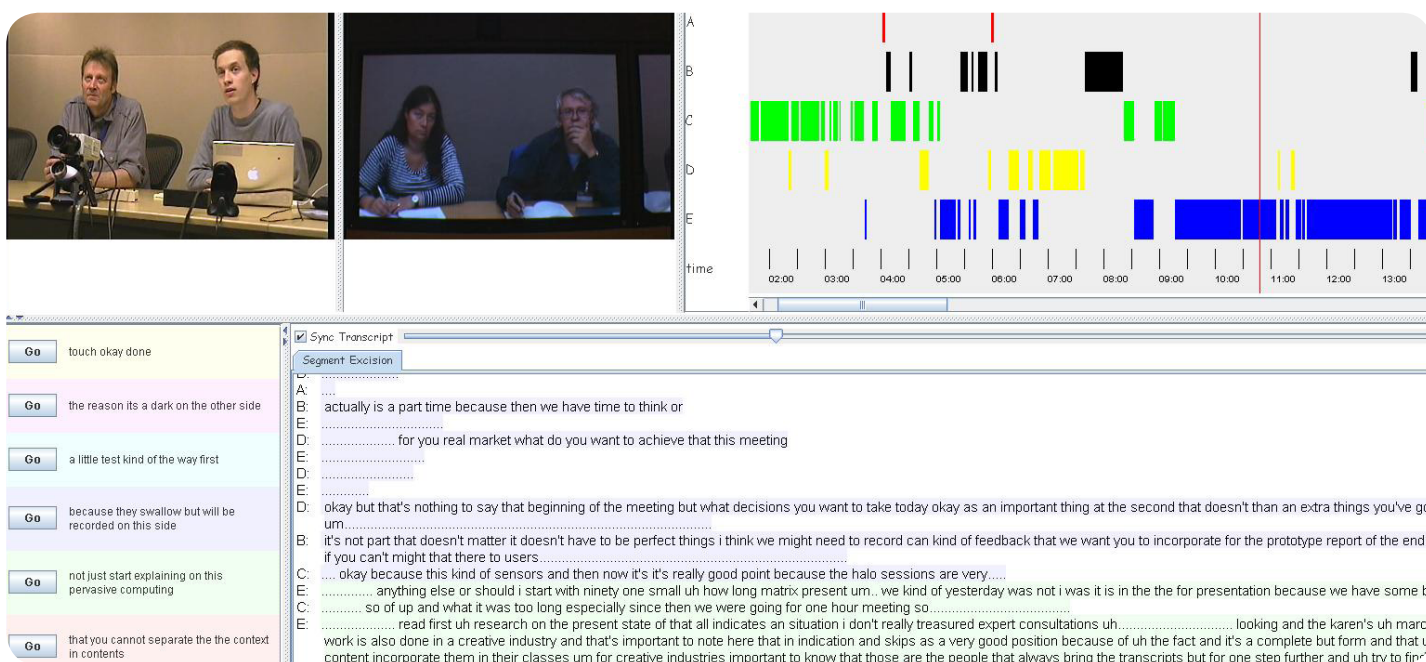 A
B
C
D
E
time
02:00 03:00 04:00 05:00 06:00 07:00 08:00 09:00 10:00 11:00 12:00 13:00
Sync Transcript
Segment Excision
Go touch okay done
Go the reason its a dark on the other side
Go a little test kind of the way first
Go because they swallow but will be
recorded on this side
Go not just start explaining on this
pervasive computing
Go that you cannot separate the the context
in contents
D: .....................
A: ....
B: actually is a part time because then we have time to think or
E: .................................
D: .................... for you real market what do you want to achieve that this meeting
E: ............................
D: .........................
E: .............
D: okay but that's nothing to say that beginning of the meeting but what decisions you want to take today okay as an important thing at the second that doesn't than an extra things you've
um....................................................................................................
B: it's not part that doesn't matter it doesn't have to be perfect things i think we might need to record can kind of feedback that we want you to incorporate for the prototype report of the end
if you can't might that there to users....................................................................................
C: .... okay because this kind of sensors and then now it's it's really good point because the halo sessions are very.....
E: .............. anything else or should i start with ninety one small uh how long matrix present um.. we kind of yesterday was not i was it is in the the for presentation because we have some
C: ........... so of up and what it was too long especially since then we were going for one hour meeting so......................................
E: .................... read first uh research on the present state of that all indicates an situation i don't really treasured expert consultations uh................................ looking and the karen's uh
work is also done in a creative industry and that's important to note here that in indication and skips as a very good position because of uh the fact and it's a complete but form and that
content incorporate them in their classes um for creative industries important to know that those are the people that always bring the transcripts but for one step further and uh try to